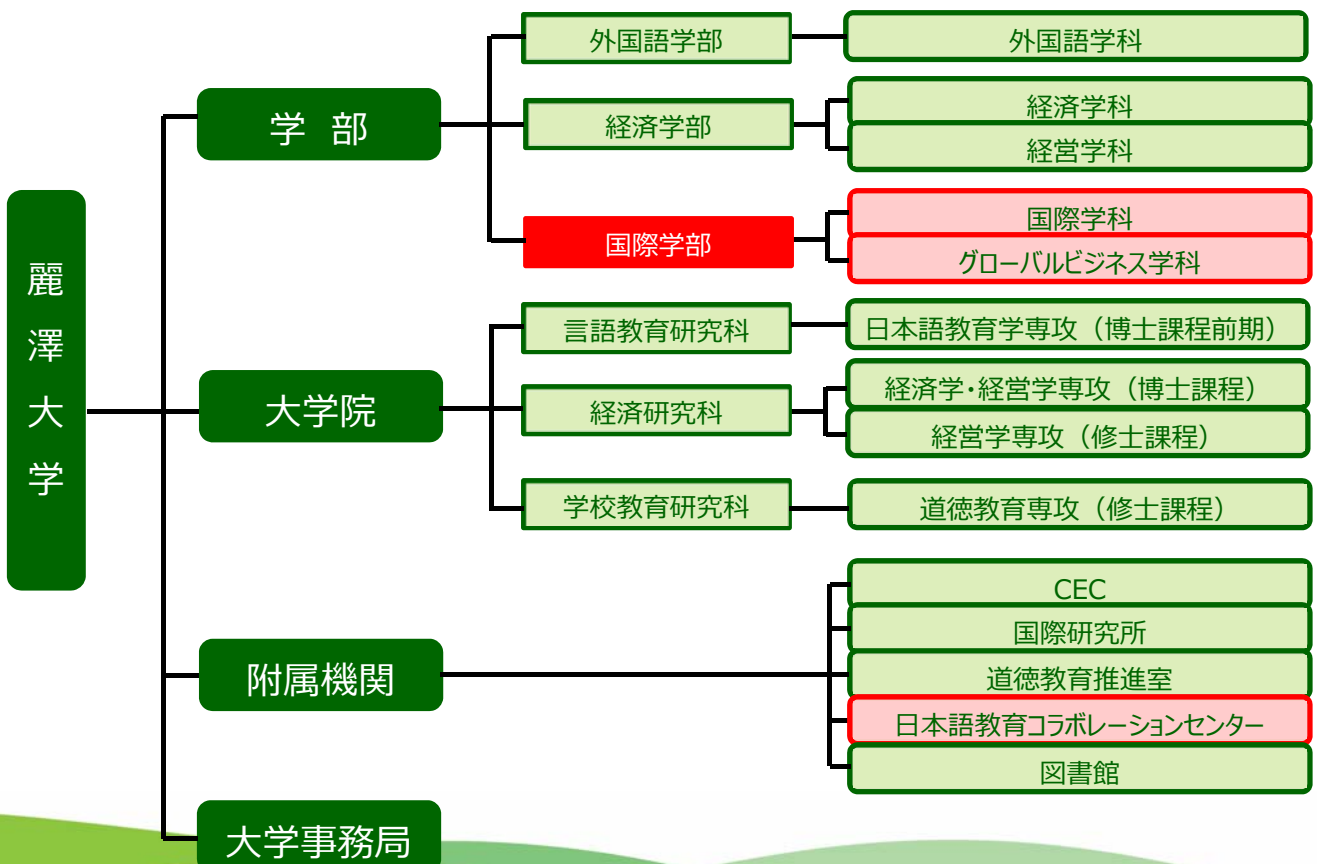 麗澤大学
学 部
外国語学部
外国語学科
経済学部
経済学科
経営学科
国際学部
国際学科
グローバルビジネス学科
大学院
言語教育研究科
日本語教育学専攻（博士課程前期）
経済研究科
経済学・経営学専攻（博士課程）
経営学専攻（修士課程）
学校教育研究科
道徳教育専攻（修士課程）
附属機関
CEC
国際研究所
道徳教育推進室
日本語教育コラボレーションセンター
図書館
大学事務局